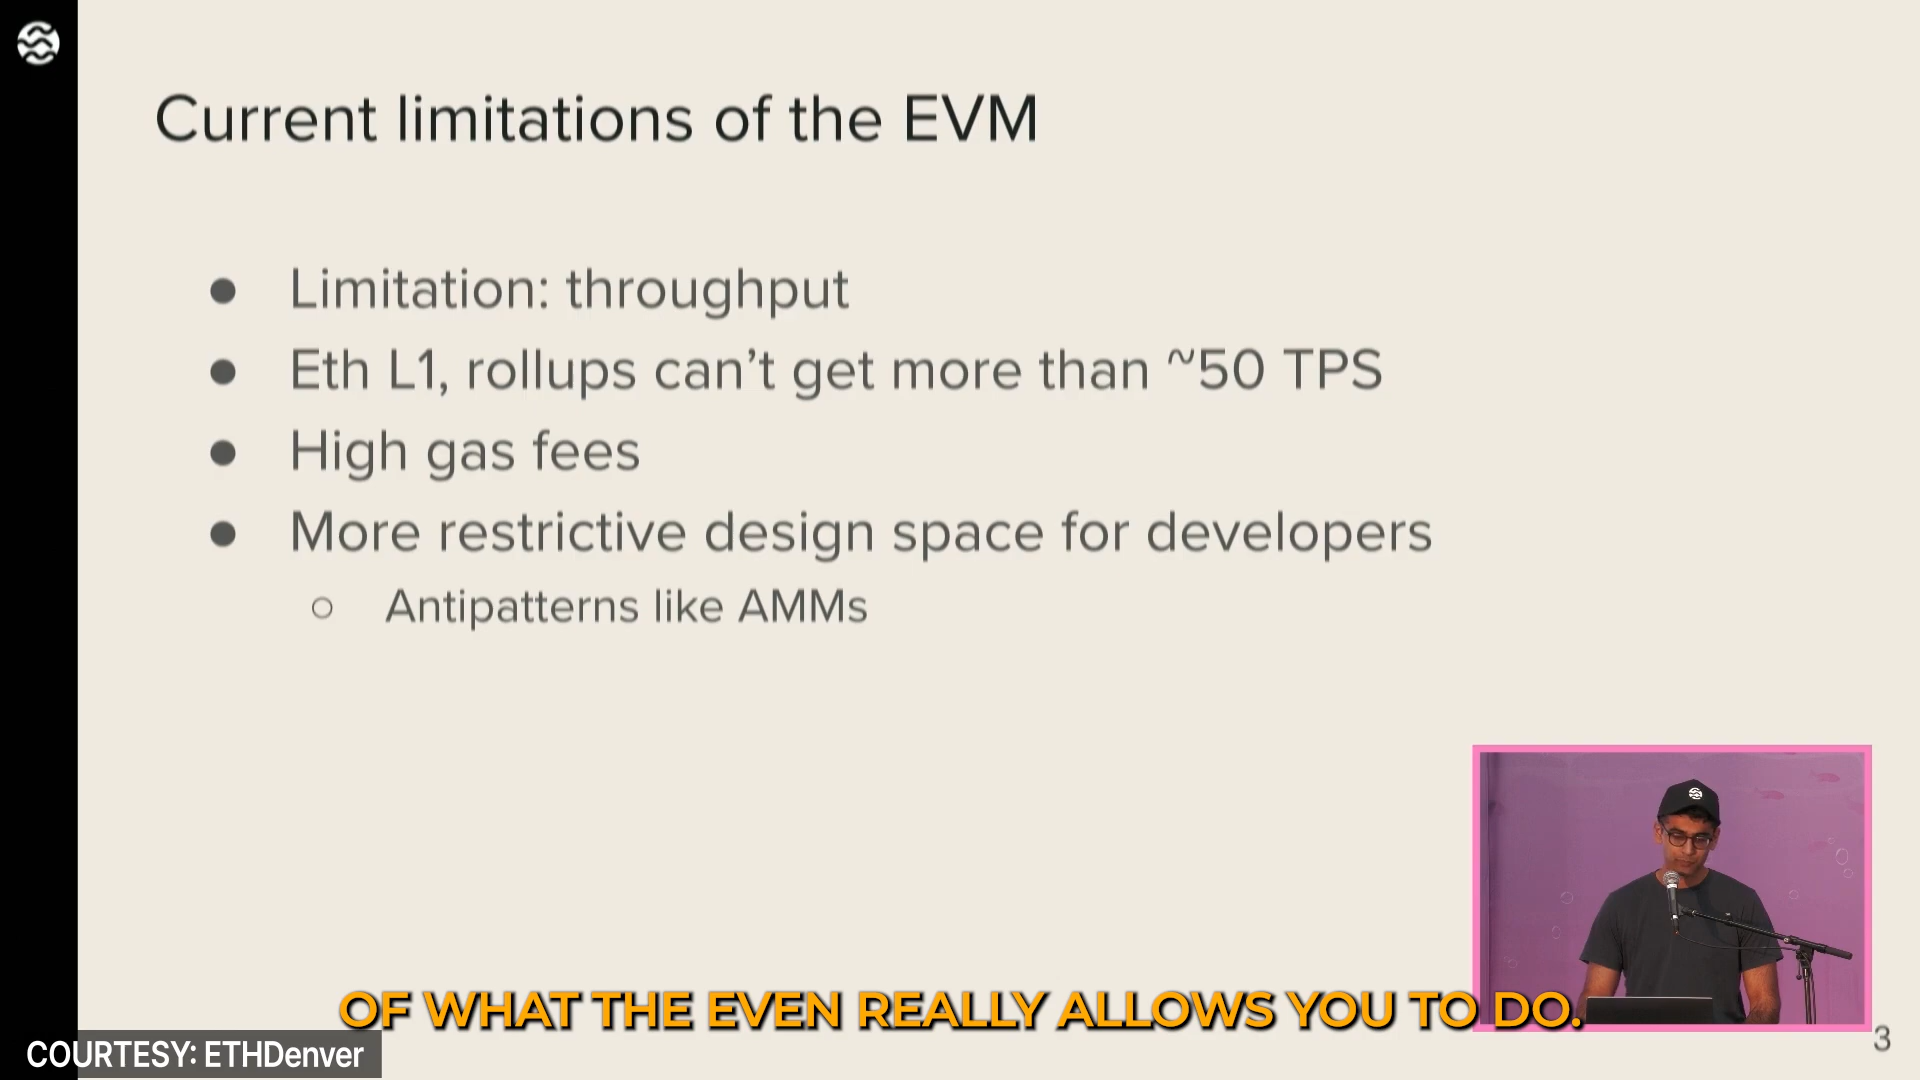 Current limitations of the EVM
● Limitation: throughput
● Eth L1, rollups can’t get more than ~50 TPS
● High gas fees
● More restrictive design space for developers
○ Antipatterns like AMMs
OF WHAT THE EVEN REALLY ALLOWS YOU TO DO.
COURTESY: ETHDenver
3